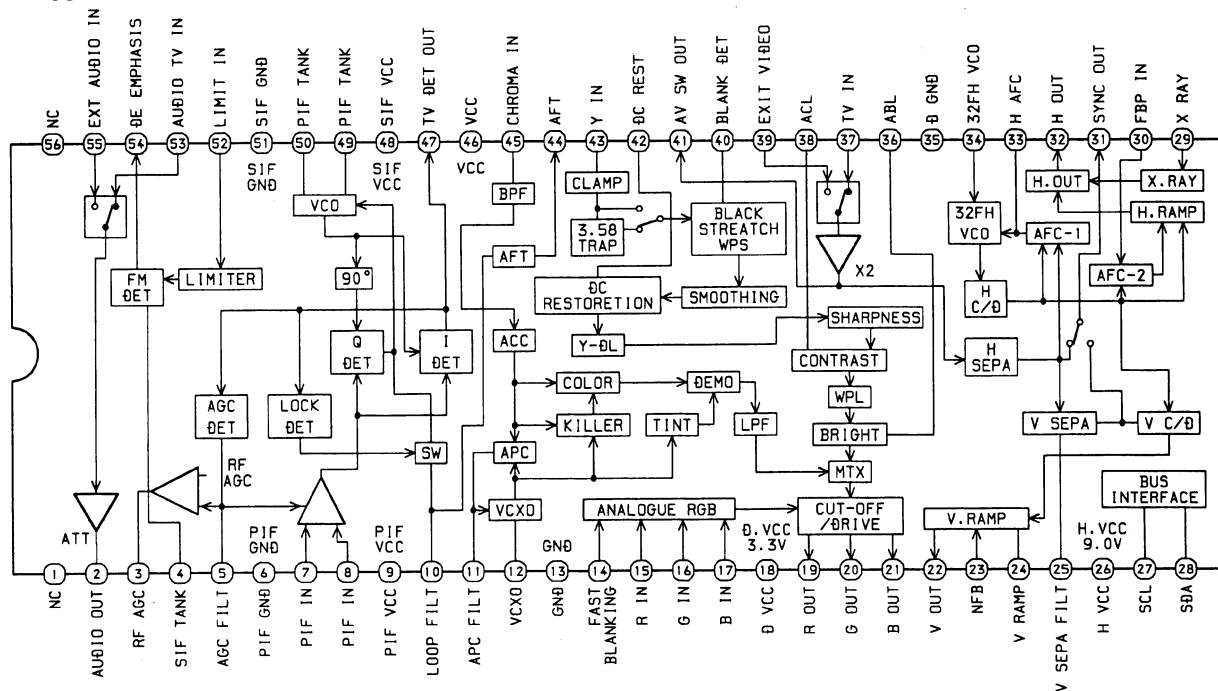 NC
EXT AUDIO IN
DE EMPHASIS
AUDIO TV IN
LIMIT IN
SIF GND
PIF TANK
PIF TANK
SIF VCC
TV DET OUT
VCC
CHROMA IN
AFT
Y IN
DC REST
AV SW OUT
BLANK DET
EXIT VIDEO
ACL
TV IN
ABL
D GND
32FH VCO
H AFC
H OUT
SYNC OUT
FBP IN
X RAY
56 55 54 53 52 51 50 49 48 47 46 45 44 43 42 41 40 39 38 37 36 35 34 33 32 31 30 29
SIF
GND
SIF
VCC
VCC
BPF
CLAMP
H.OUT
X.RAY
VCO
3.58
TRAP
BLACK
STREATCH
WPS
32FH
VCO
AFC-1
H.RAMP
AFT
X2
FM
DET
LIMITER
90°
DC
RESTORETION
SMOOTHING
H
C/D
AFC-2
SHARPNESS
ACC
Y-DL
Q
DET
I
DET
CONTRAST
H
SEPA
COLOR
DEMO
WPL
AGC
DET
LOCK
DET
KILLER
TINT
LPF
BRIGHT
V SEPA
V C/D
SW
APC
MTX
RF
AGC
BUS
INTERFACE
VCXO
ANALOGUE RGB
CUT-OFF
/DRIVE
V.RAMP
ATT
PIF
GND
PIF
VCC
GND
D.VCC
3.3V
H.VCC
9.0V
1 2 3 4 5 6 7 8 9 10 11 12 13 14 15 16 17 18 19 20 21 22 23 24 25 26 27 28
NC
AUDIO OUT
RF AGC
SIF TANK
AGC FILT
PIF GND
PIF IN
PIF IN
PIF VCC
LOOP FILT
APC FILT
VCXO
GND
FAST
BLANKING
R IN
G IN
B IN
D VCC
R OUT
G OUT
B OUT
V OUT
NFB
V RAMP
V SEPA FILT
H VCC
SCL
SDA